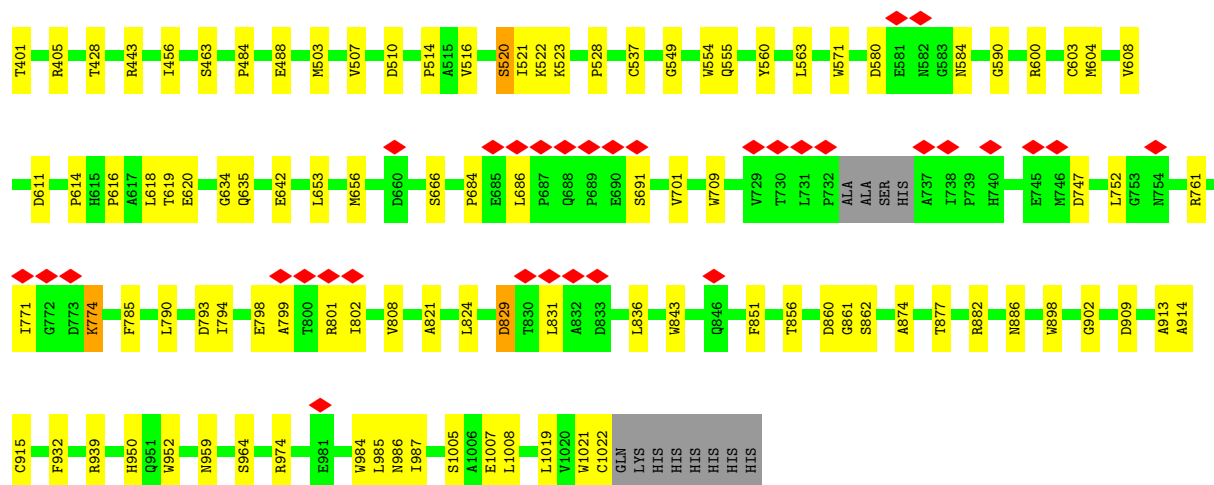 T401 R405 T428 R443 I456 S463 P484 E488 M503 V507 D510 P514 A515 V516 S520 I521 K522 K523 P528 C537 G549 W554 Q555 Y560 L563 W571 D580 E581 N582 G583 N584 G590 R600 C603 M604 V608
D611 P614 H615 P616 A617 L618 T619 E620 G634 Q635 E642 L653 M656 D660 S666 P684 E685 L686 P687 Q688 P689 E690 S691 V701 W709 V729 T730 L731 P732 ALA ALA SER HIS A737 I738 P739 H740 E745 M746 D747 L752 G753 N754 R761
I771 G772 D773 K774 F785 L790 D793 I794 E798 A799 T800 R801 I802 V808 A821 L824 D829 T830 L831 A832 D833 L836 W843 Q846 F851 T856 D860 G861 S862 A874 T877 R882 N886 W898 G902 D909 A913 A914
C915 F932 R939 H950 Q951 W952 N959 S964 R974 E981 W984 L985 N986 I987 S1005 A1006 E1007 L1008 L1019 V1020 W1021 C1022 GLN LYS HIS HIS HIS HIS HIS HIS